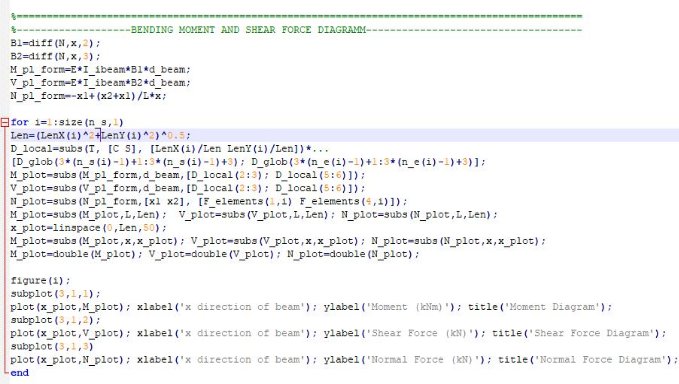 %===============================================================================================
%-------------------BENDING MOMENT AND SHEAR FORCE DIAGRAMM------------------------------------
B1=diff(N,x,2);
B2=diff(N,x,3);
M_pl_form=E*I_ibeam*B1*d_beam;
V_pl_form=E*I_ibeam*B2*d_beam;
N_pl_form=-x1+(x2+x1)/L*x;
for i=1:size(n_s,1)
Len=(LenX(i)^2+LenY(i)^2)^0.5;
D_local=subs(T, [C S], [LenX(i)/Len LenY(i)/Len])*...
[D_glob(3*(n_s(i)-1)+1:3*(n_s(i)-1)+3); D_glob(3*(n_e(i)-1)+1:3*(n_e(i)-1)+3)];
M_plot=subs(M_pl_form,d_beam,[D_local(2:3); D_local(5:6)]);
V_plot=subs(V_pl_form,d_beam,[D_local(2:3); D_local(5:6)]);
N_plot=subs(N_pl_form,[x1 x2], [F_elements(1,i) F_elements(4,i)]);
M_plot=subs(M_plot,L,Len);  V_plot=subs(V_plot,L,Len); N_plot=subs(N_plot,L,Len);
x_plot=linspace(0,Len,50);
M_plot=subs(M_plot,x,x_plot); V_plot=subs(V_plot,x,x_plot); N_plot=subs(N_plot,x,x_plot);
M_plot=double(M_plot); V_plot=double(V_plot); N_plot=double(N_plot);
figure(i);
subplot(3,1,1);
plot(x_plot,M_plot); xlabel('x direction of beam'); ylabel('Moment (kNm)'); title('Moment Diagram');
subplot(3,1,2);
plot(x_plot,V_plot); xlabel('x direction of beam'); ylabel('Shear Force (kN)'); title('Shear Force Diagram');
subplot(3,1,3)
plot(x_plot,N_plot); xlabel('x direction of beam'); ylabel('Normal Force (kN)'); title('Normal Force Diagram');
end